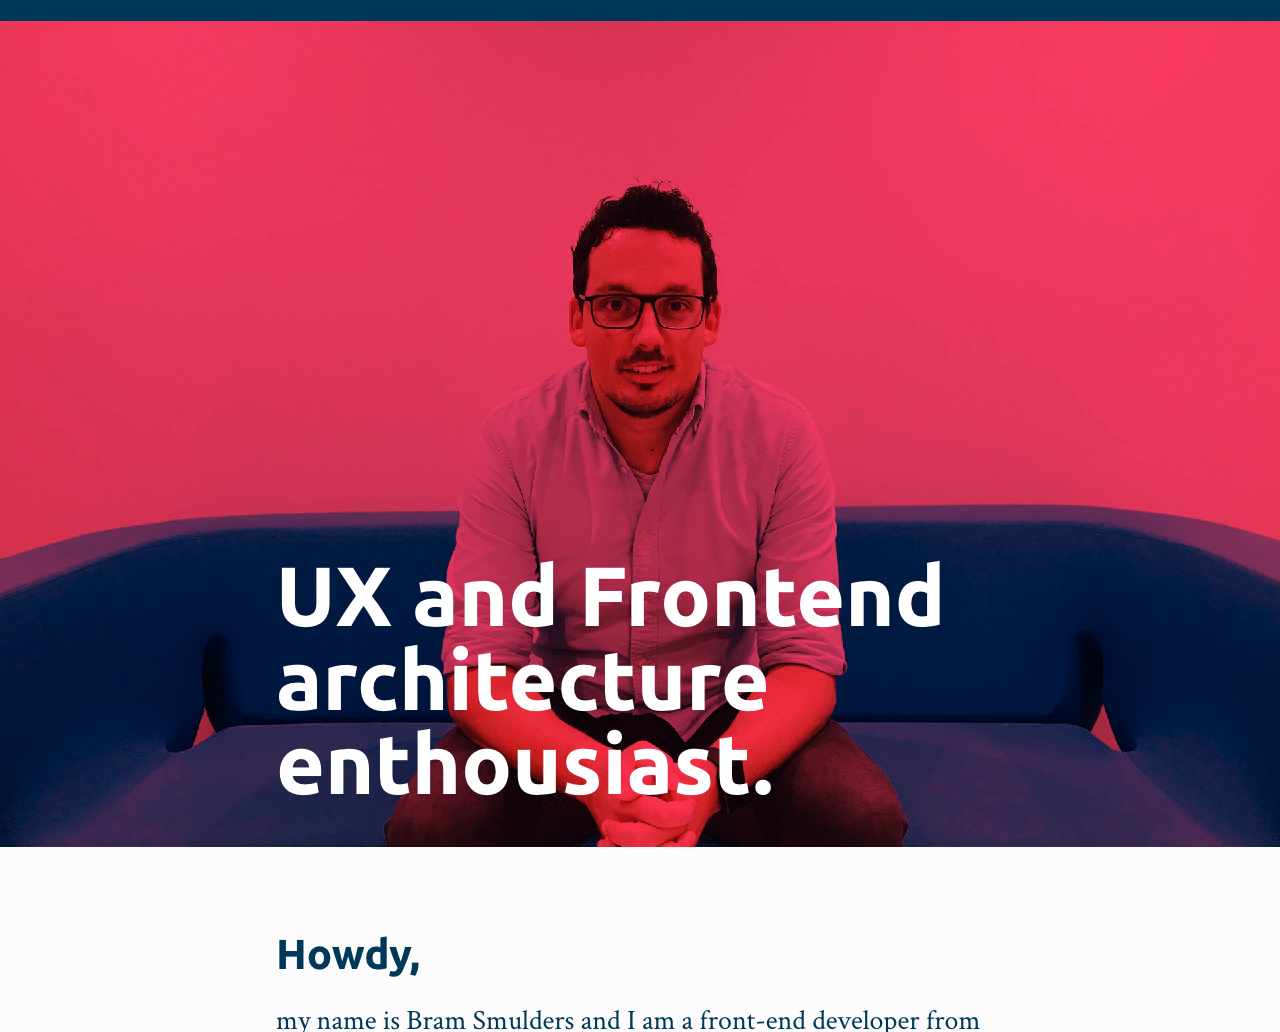 UX and Frontend
architecture
enthousiast.
Howdy,
my name is Bram Smulders and I am a front-end developer from